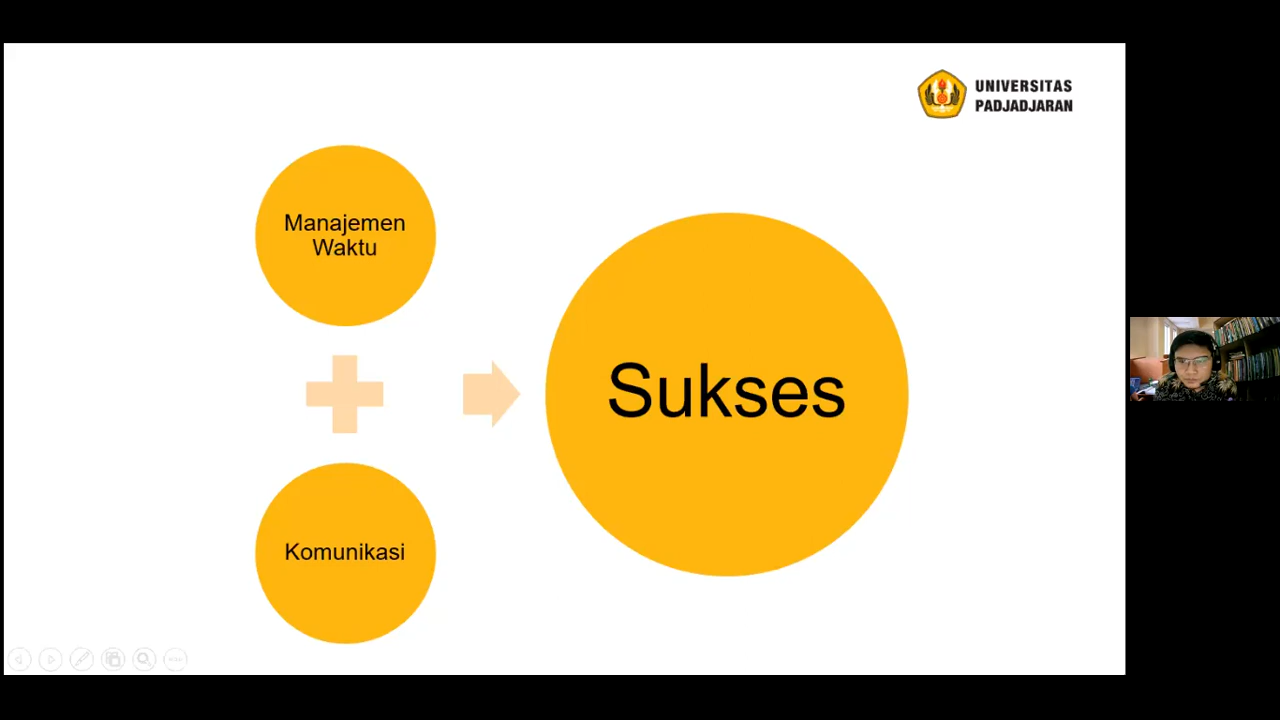 UNIVERSITAS
PADJADJARAN
Manajemen
Waktu
Komunikasi
Sukses